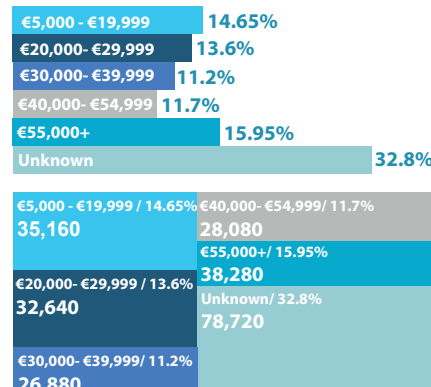 €5,000 - €19,999 14.65%
€20,000- €29,999 13.6%
€30,000- €39,999 11.2%
€40,000- €54,999 11.7%
€55,000+ 15.95%
Unknown 32.8%
€5,000 - €19,999/ 14.65%
35,160
€20,000- €29,999 / 13.6%
32,640
€30,000- €39,999/ 11.2%
26,880
€40,000- €54,999/ 11.7%
28,080
€55,000+/ 15.95%
38,280
Unknown/ 32.8%
78,720